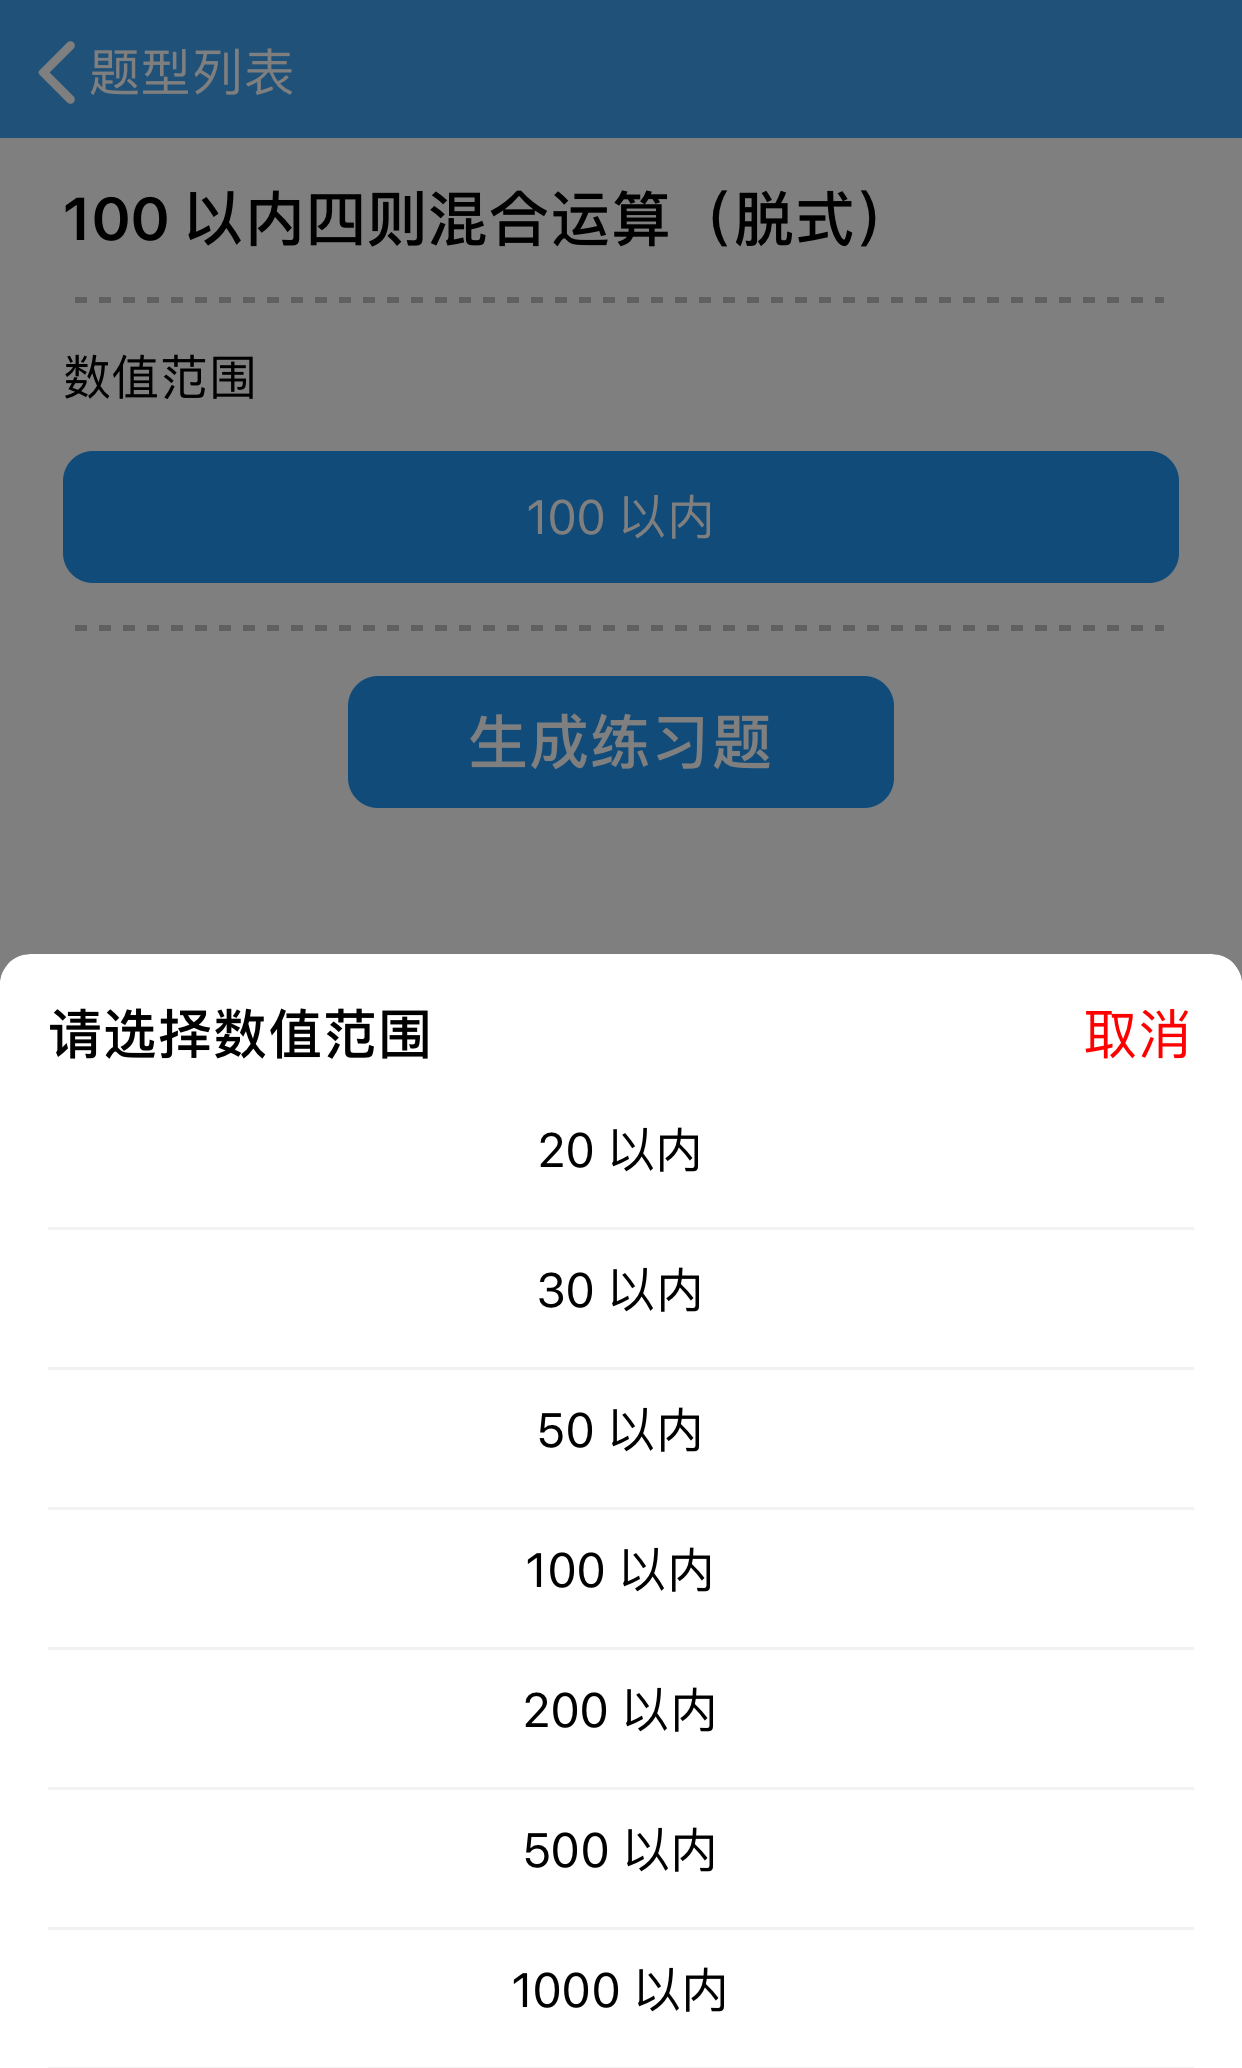 题型列表
100 以内四则混合运算（脱式）
数值范围
100 以内
生成练习题
请选择数值范围 取消
20 以内
30 以内
50 以内
100 以内
200 以内
500 以内
1000 以内